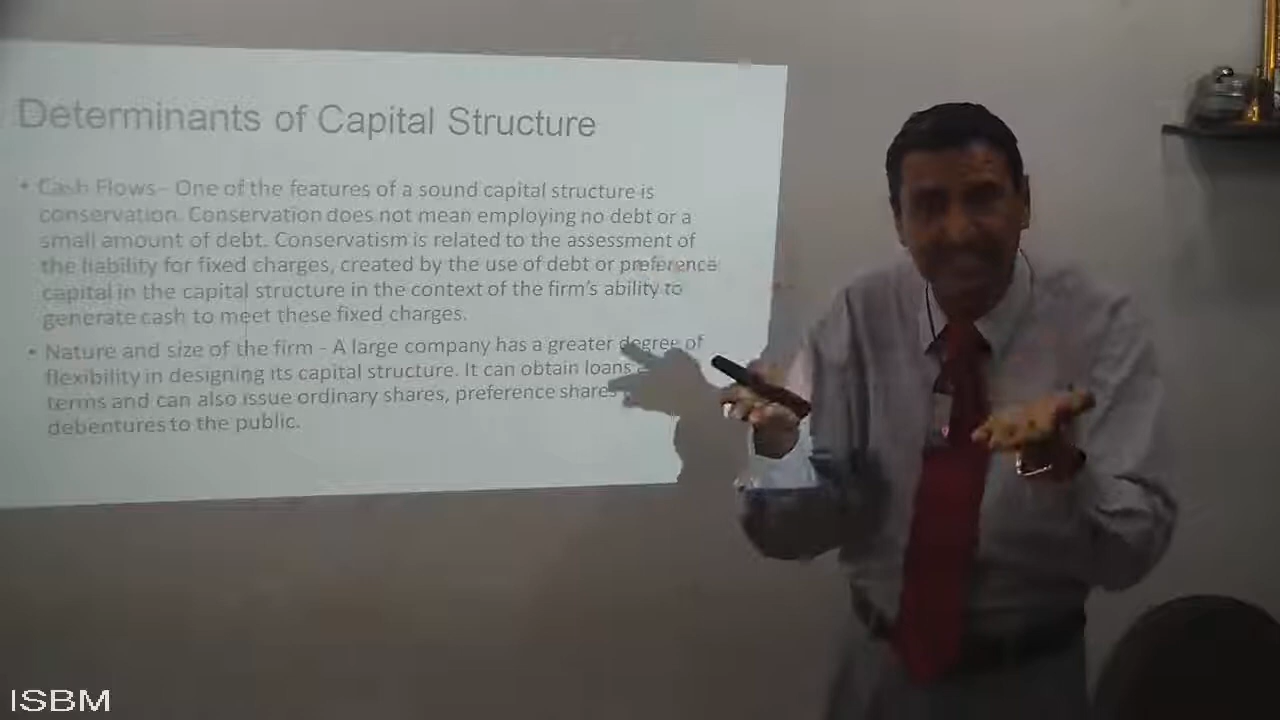 Determinants of Capital Structure
• Cash Flows - One of the features of a sound capital structure is
conservation. Conservation does not mean employing no debt or a
small amount of debt. Conservatism is related to the assessment of
the liability for fixed charges, created by the use of debt or preference
capital in the capital structure in the context of the firm's ability to
generate cash to meet these fixed charges.
• Nature and size of the firm - A large company has a greater degree of
flexibility in designing its capital structure. It can obtain loans
terms and can also issue ordinary shares, preference shares
debentures to the public.
ISBM